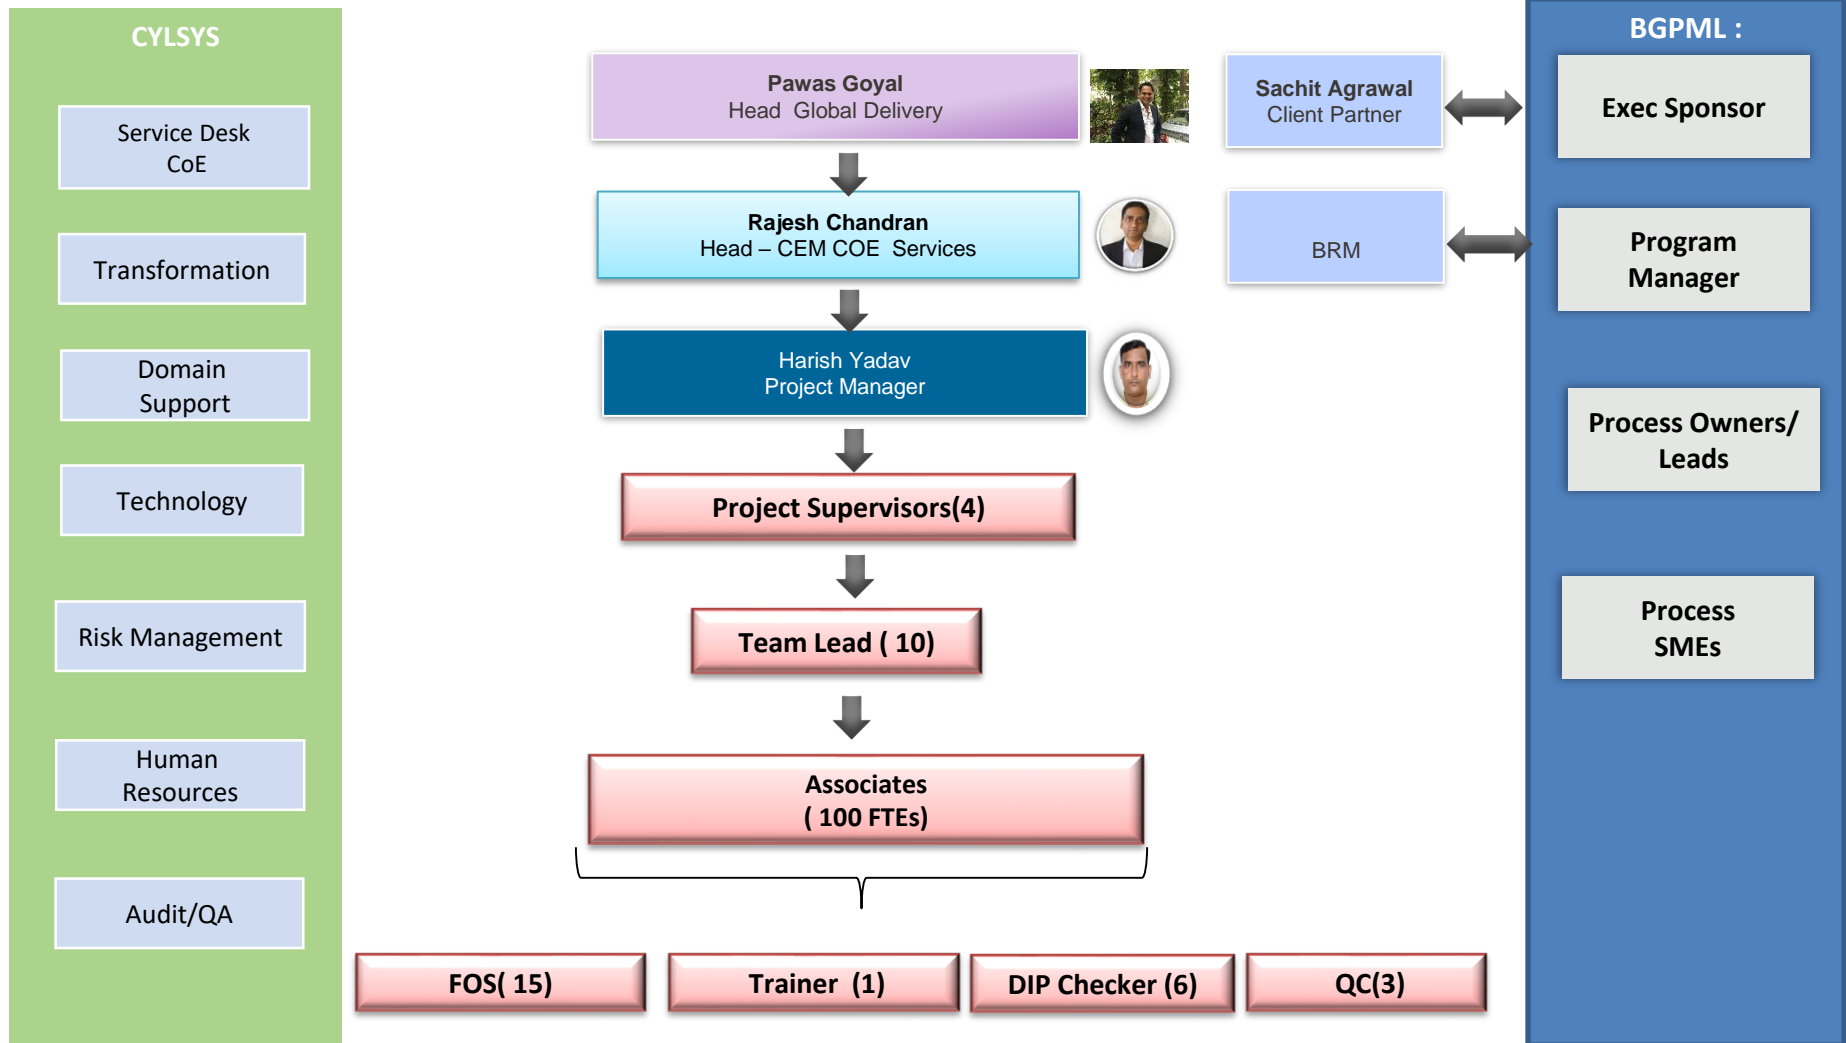 CYLSYS
Service Desk
CoE
Transformation
Domain
Support
Technology
Risk Management
Human
Resources
Audit/QA
Pawas Goyal
Head  Global Delivery
Rajesh Chandran
Head – CEM COE  Services
Harish Yadav
Project Manager
Project Supervisors(4)
Team Lead ( 10)
Associates
( 100 FTEs)
FOS( 15)
Trainer  (1)
DIP Checker (6)
QC(3)
Sachit Agrawal
Client Partner
BRM
BGPML :
Exec Sponsor
Program
Manager
Process Owners/
Leads
Process
SMEs